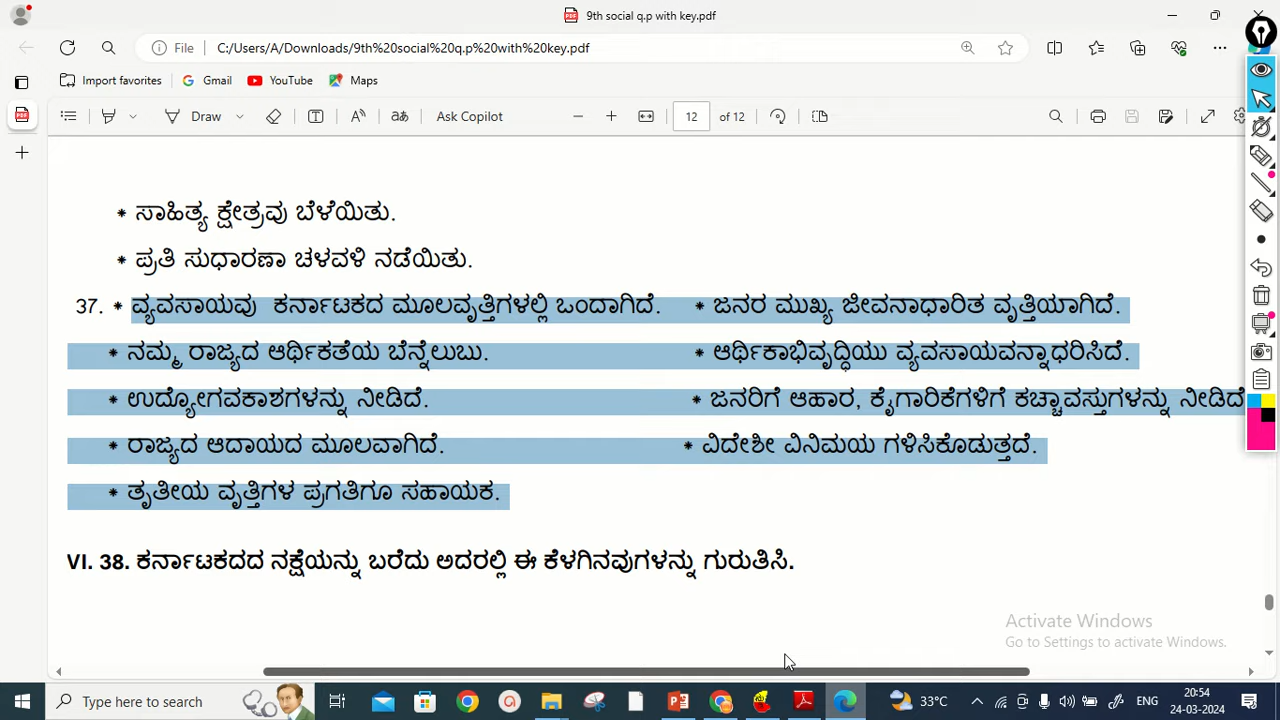 9th social q.p with key.pdf
File C:/Users/A/Downloads/9th%20social%20q.p%20with%20key.pdf
Import favorites Gmail YouTube Maps
Draw aあ Ask Copilot 12 of 12
* ಸಾಹಿತ್ಯ ಕ್ಷೇತ್ರವು ಬೆಳೆಯಿತು.
* ಪ್ರತಿ ಸುಧಾರಣಾ ಚಳವಳಿ ನಡೆಯಿತು.
37. * ವ್ಯವಸಾಯವು ಕರ್ನಾಟಕದ ಮೂಲವೃತ್ತಿಗಳಲ್ಲಿ ಒಂದಾಗಿದೆ. * ಜನರ ಮುಖ್ಯ ಜೀವನಾಧಾರಿತ ವೃತ್ತಿಯಾಗಿದೆ.
* ನಮ್ಮ ರಾಜ್ಯದ ಆರ್ಥಿಕತೆಯ ಬೆನ್ನೆಲುಬು. * ಆರ್ಥಿಕಾಭಿವೃದ್ಧಿಯು ವ್ಯವಸಾಯವನ್ನಾಧರಿಸಿದೆ.
* ಉದ್ಯೋಗವಕಾಶಗಳನ್ನು ನೀಡಿದೆ. * ಜನರಿಗೆ ಆಹಾರ, ಕೈಗಾರಿಕೆಗಳಿಗೆ ಕಚ್ಚಾವಸ್ತುಗಳನ್ನು ನೀಡಿದೆ
* ರಾಜ್ಯದ ಆದಾಯದ ಮೂಲವಾಗಿದೆ. * ವಿದೇಶೀ ವಿನಿಮಯ ಗಳಿಸಿಕೊಡುತ್ತದೆ.
* ತೃತೀಯ ವೃತ್ತಿಗಳ ಪ್ರಗತಿಗೂ ಸಹಾಯಕ.
VI. 38. ಕರ್ನಾಟಕದದ ನಕ್ಷೆಯನ್ನು ಬರೆದು ಅದರಲ್ಲಿ ಈ ಕೆಳಗಿನವುಗಳನ್ನು ಗುರುತಿಸಿ.
Activate Windows
Go to Settings to activate Windows.
Type here to search 33°C ENG 20:54
24-03-2024